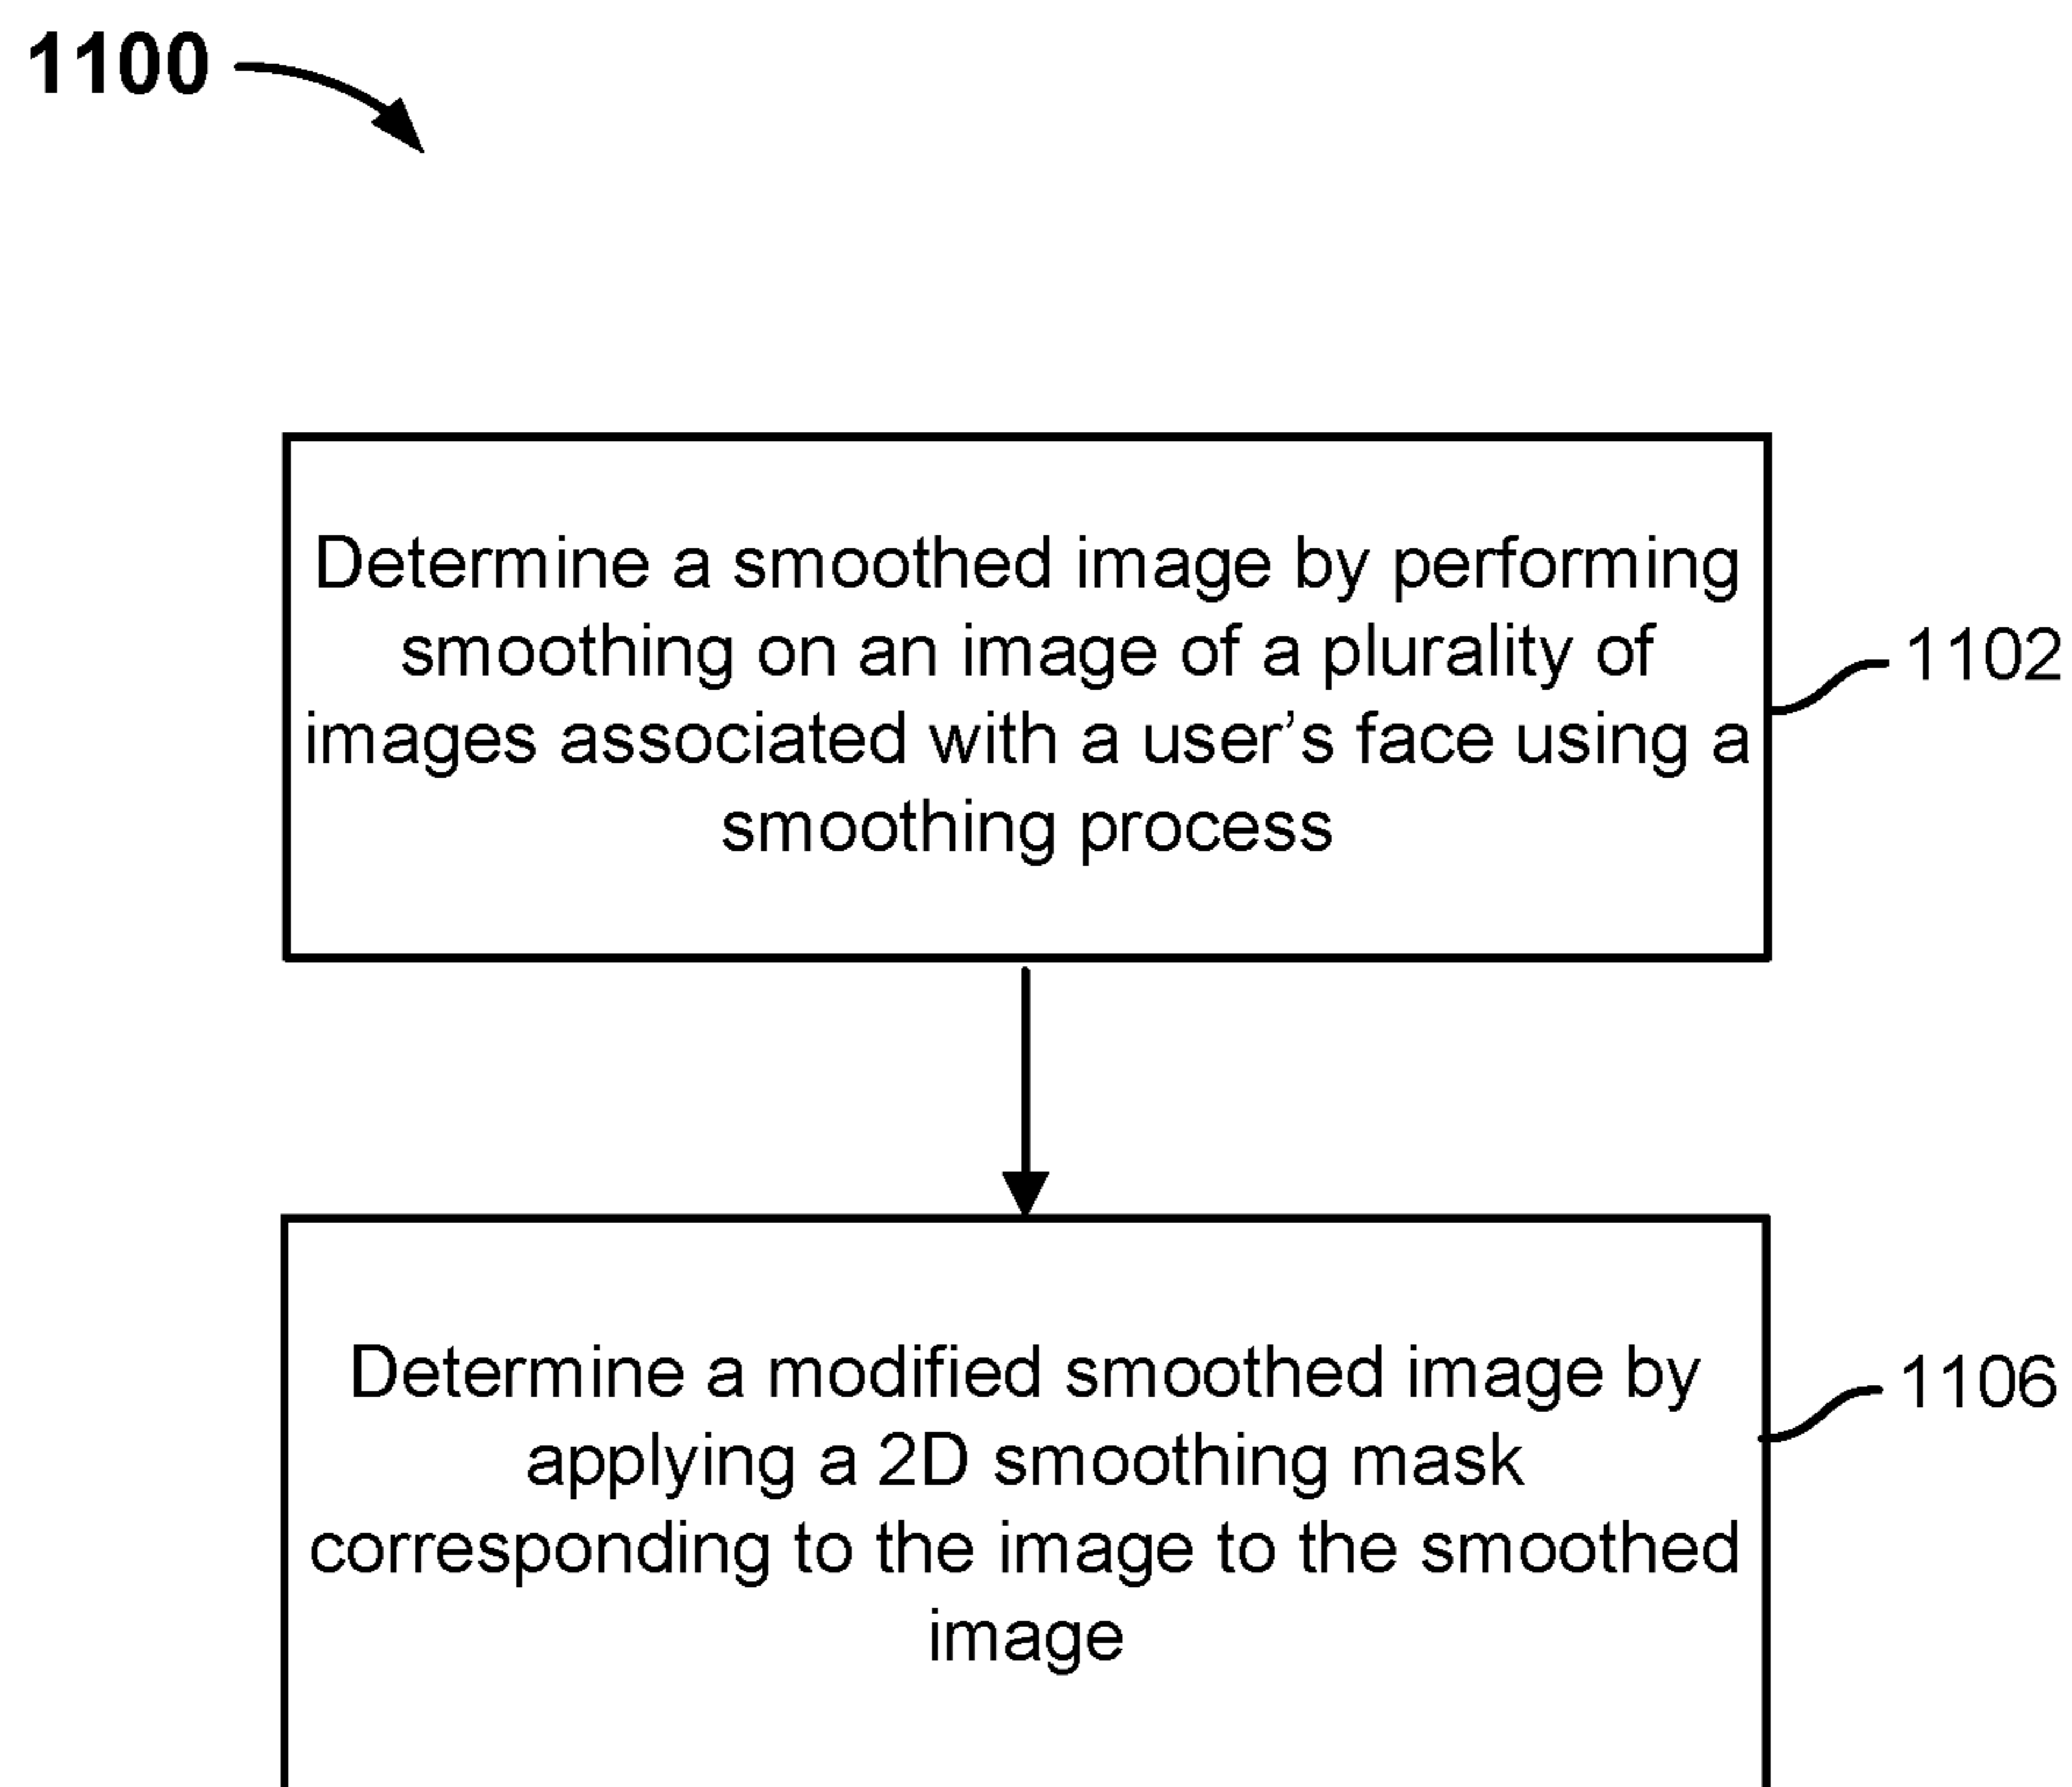 1100
Determine a smoothed image by performing
smoothing on an image of a plurality of
images associated with a user’s face using a
smoothing process
1102
Determine a modified smoothed image by
applying a 2D smoothing mask
corresponding to the image to the smoothed
image
1106